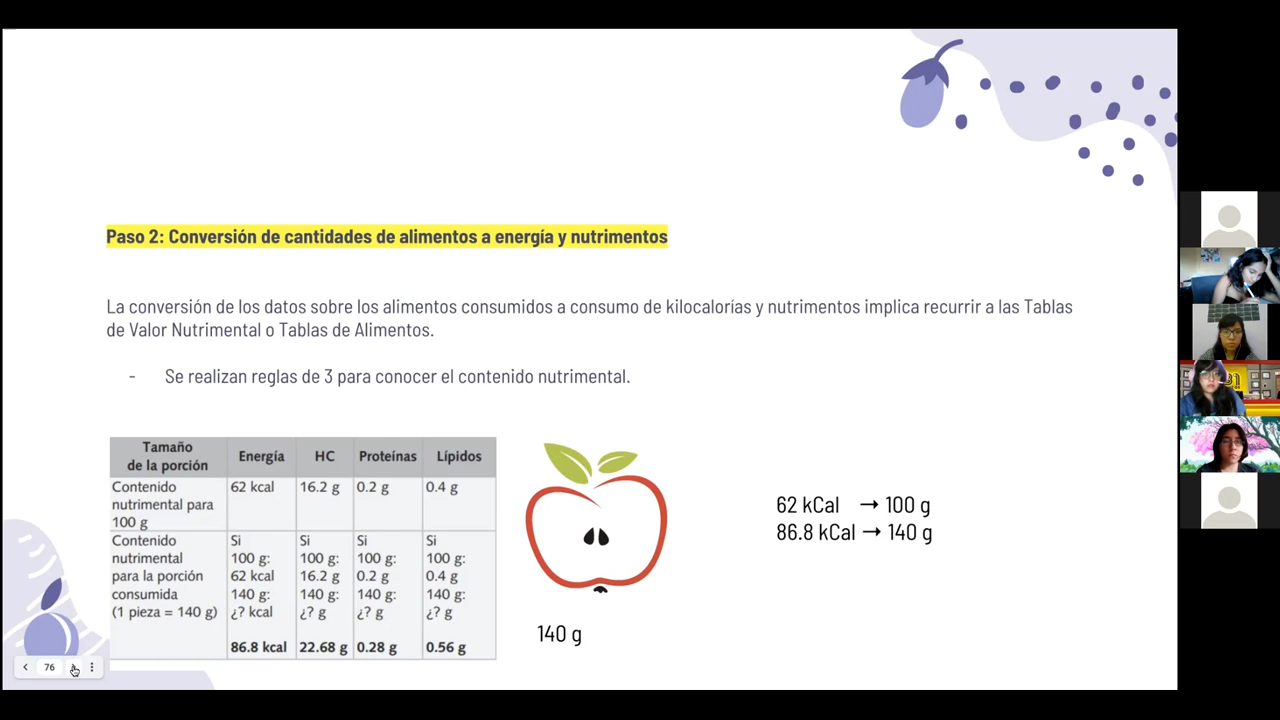 Paso 2: Conversión de cantidades de alimentos a energía y nutrimentos
La conversión de los datos sobre los alimentos consumidos a consumo de kilocalorías y nutrimentos implica recurrir a las Tablas
de Valor Nutrimental o Tablas de Alimentos.
- Se realizan reglas de 3 para conocer el contenido nutrimental.
Tamaño
de la porción
Energía
HC
Proteínas
Lípidos
Contenido
nutrimental para
100 g
62 kcal
16.2 g
0.2 g
0.4 g
Contenido
nutrimental
para la porción
consumida
(1 pieza = 140 g)
Si
100 g:
62 kcal
140 g:
¿? kcal
86.8 kcal
Si
100 g:
16.2 g
140 g:
¿? g
22.68 g
Si
100 g:
0.2 g
140 g:
¿? g
0.28 g
Si
100 g:
0.4 g
140 g:
¿? g
0.56 g
140 g
62 kCal → 100 g
86.8 kCal → 140 g
76